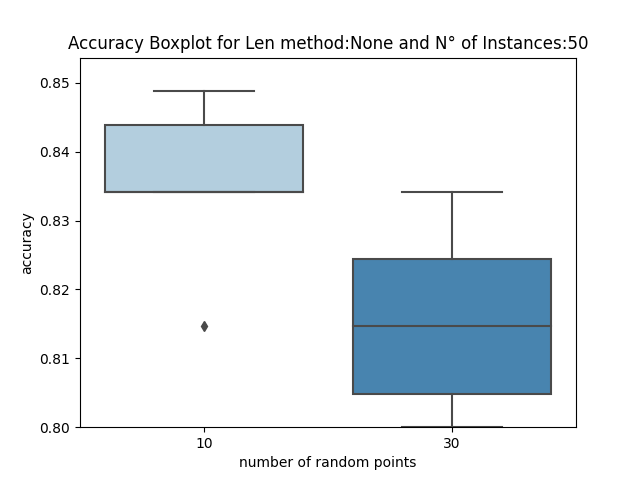 Accuracy Boxplot for Len method:None and N° of Instances:50
0.85
0.84
0.83
0.82
0.81
0.80
accuracy
10
30
number of random points